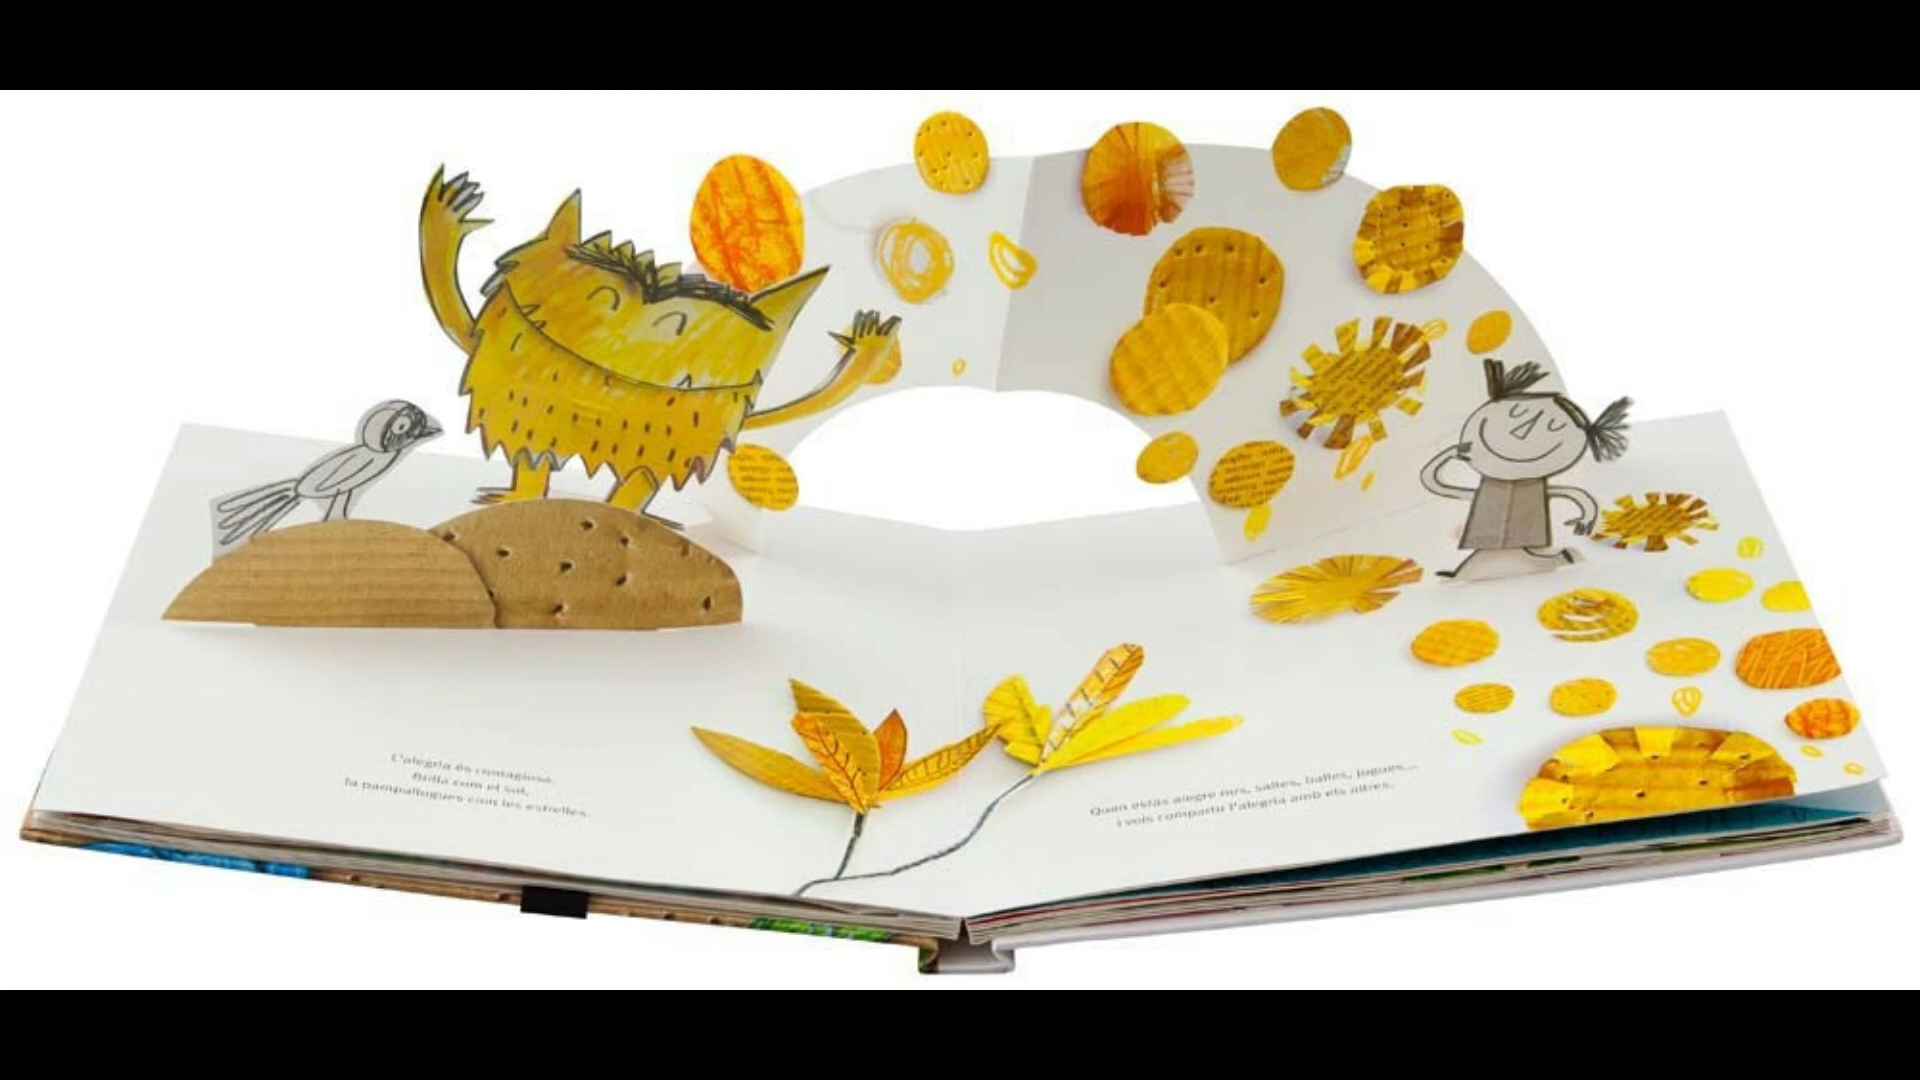 L'alegria és contagiosa.
Brilla com el sol,
fa pampallugues com les estrelles.
Quan estàs alegre rius, saltes, balles, jugues...
i vols compartir l'alegria amb els altres.